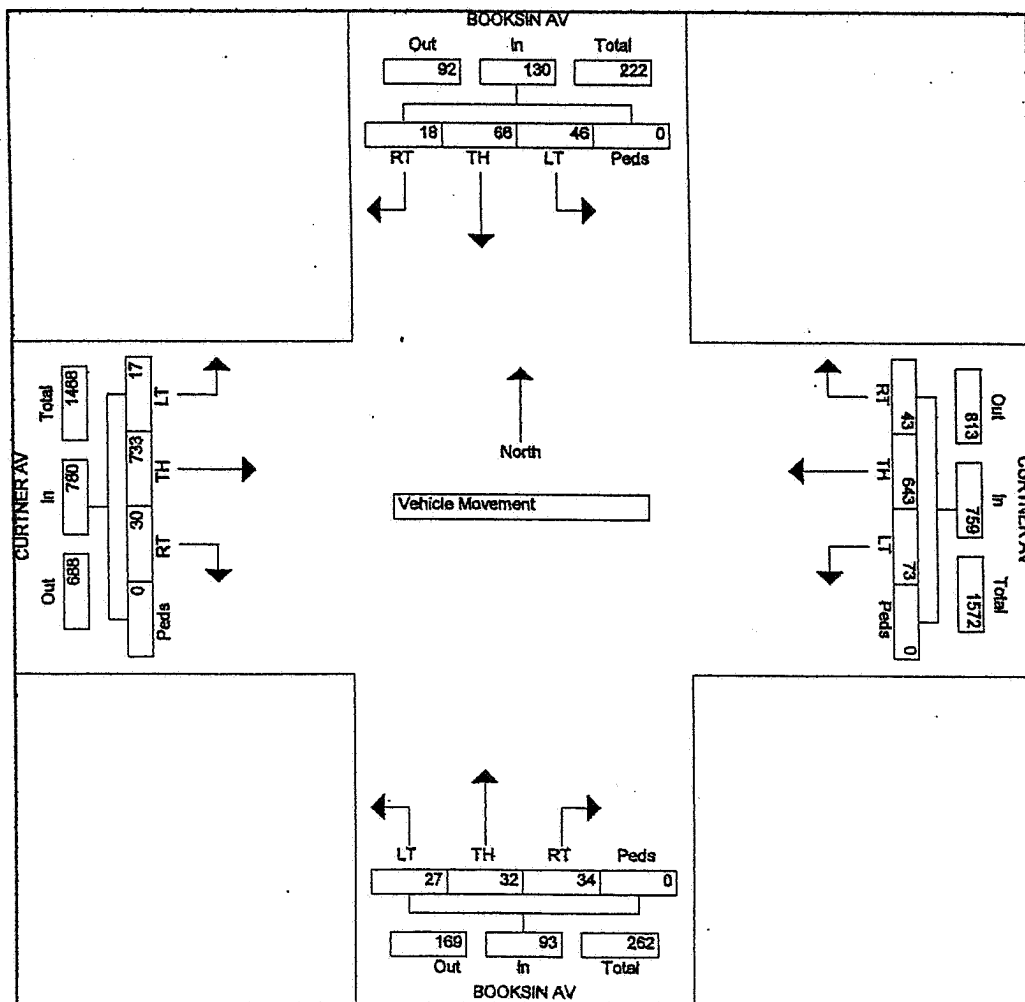 BOOKSIN AV
Out In Total
92 130 222
18 66 46 0
RT TH LT Peds
CURTNER AV
Total In Out
1468 780 688
17 733 30 0
LT TH RT Peds
North
Vehicle Movement
RT TH LT Peds
43 643 73 0
813 759 1572
Out In Total
CURTNER AV
LT TH RT Peds
27 32 34 0
169 93 262
Out In Total
BOOKSIN AV